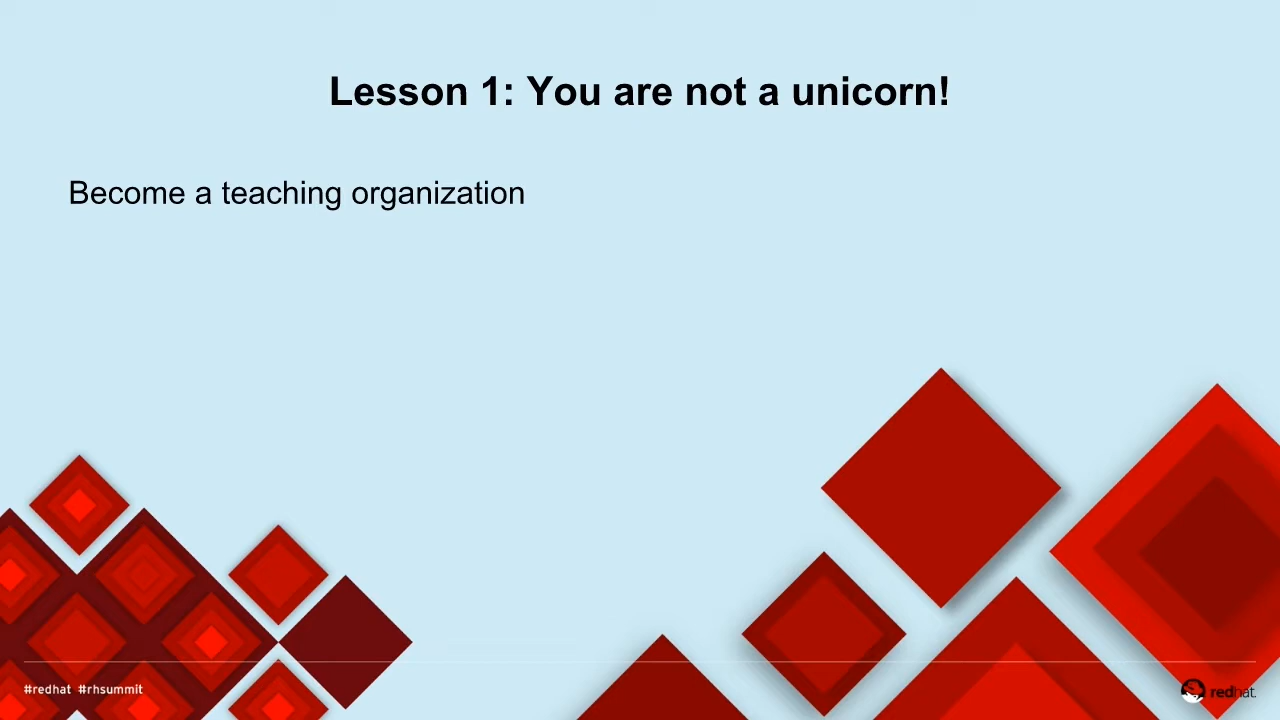 Lesson 1: You are not a unicorn!
Become a teaching organization
#redhat #rhsummit
redhat.